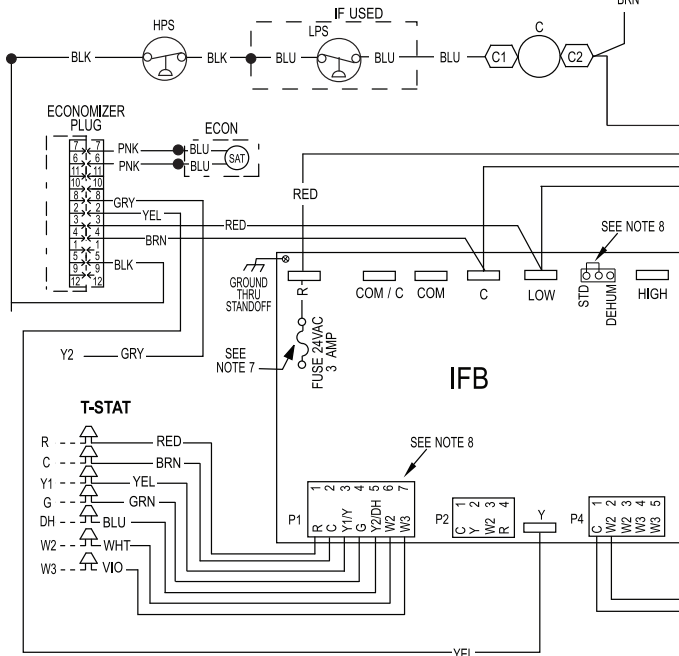 BRN
IF USED
HPS
LPS
C
BLK
BLK
BLU
BLU
BLU
C1
C2
ECONOMIZER
PLUG
ECON
7 7
6 6
11 11
10 10
8 8
2 2
3 3
4 4
1 1
5 5
9 9
12 12
PNK
BLU
PNK
BLU
SAT
GRY
YEL
RED
BRN
BLK
RED
SEE NOTE 8
GROUND
THRU
STANDOFF
R
COM / C
COM
C
LOW
STD
DEHUM
HIGH
Y2
GRY
SEE
NOTE 7
FUSE 24VAC
3 AMP
IFB
T-STAT
SEE NOTE 8
R
RED
C
BRN
Y1
YEL
G
GRN
DH
BLU
W2
WHT
W3
VIO
P1
1 2 3 4 5 6 7
R C Y1/Y G Y2/DH W2 W3
P2
1 2 3 4
C Y W2 R
Y
P4
1 2 3 4 5
C W2 W2 W3 W3
YEL